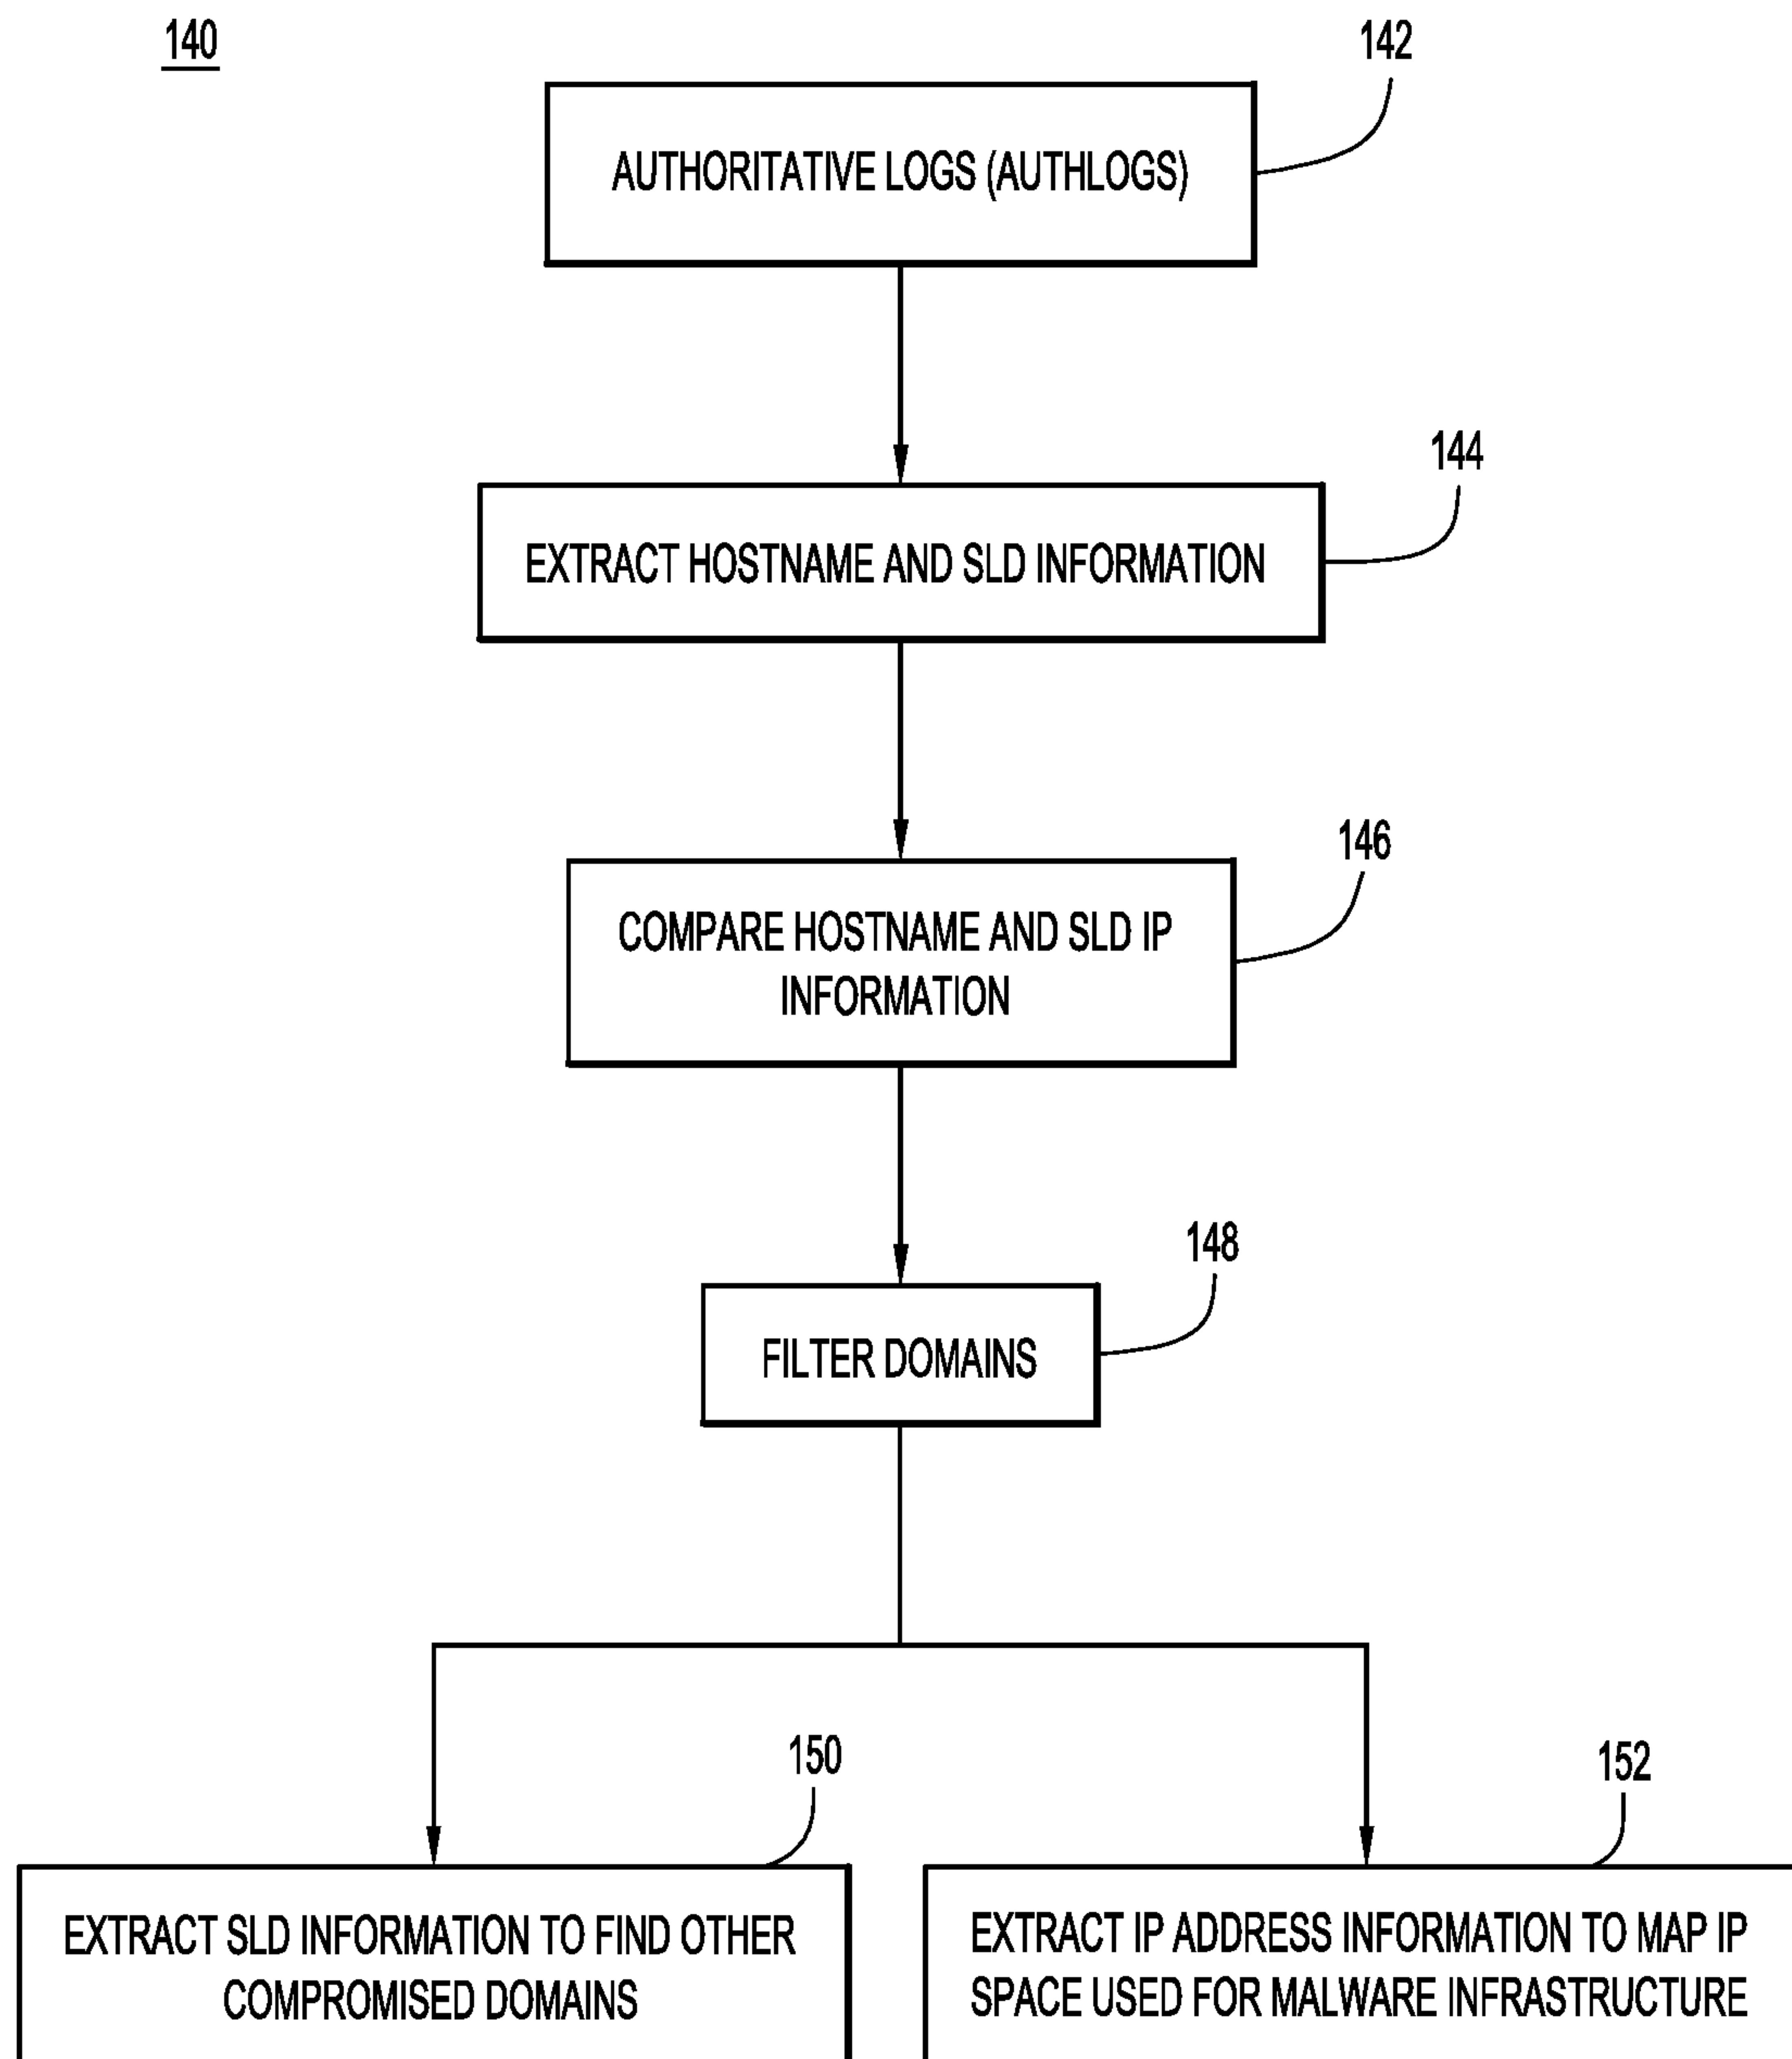 140
142
AUTHORITATIVE LOGS (AUTHLOGS)
144
EXTRACT HOSTNAME AND SLD INFORMATION
146
COMPARE HOSTNAME AND SLD IP
INFORMATION
148
FILTER DOMAINS
150
EXTRACT SLD INFORMATION TO FIND OTHER
COMPROMISED DOMAINS
152
EXTRACT IP ADDRESS INFORMATION TO MAP IP
SPACE USED FOR MALWARE INFRASTRUCTURE